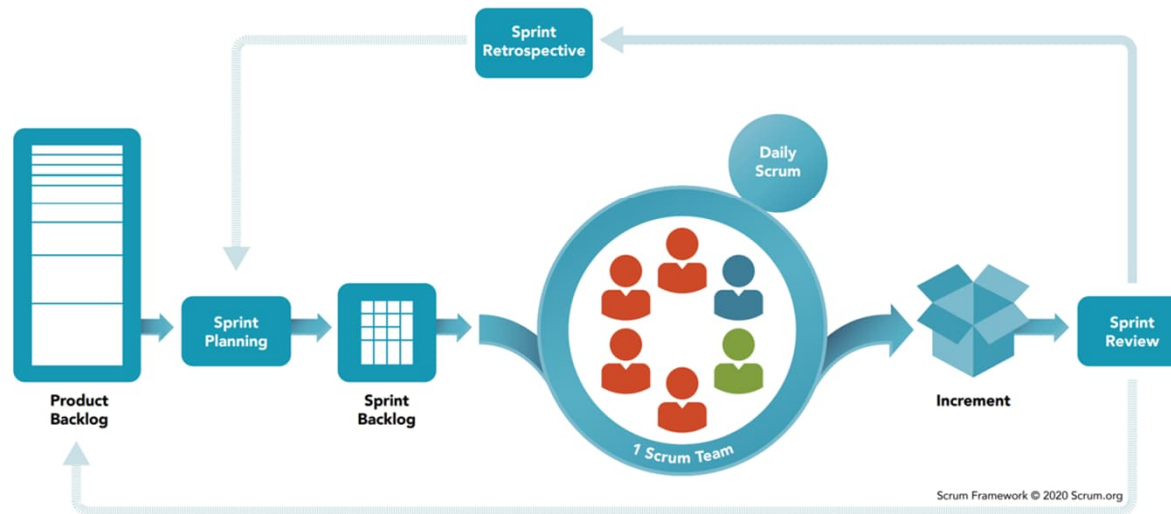 Sprint
Retrospective
Daily
Scrum
Sprint
Planning
Sprint
Review
Product
Backlog
Sprint
Backlog
Increment
1 Scrum Team
Scrum Framework © 2020 Scrum.org